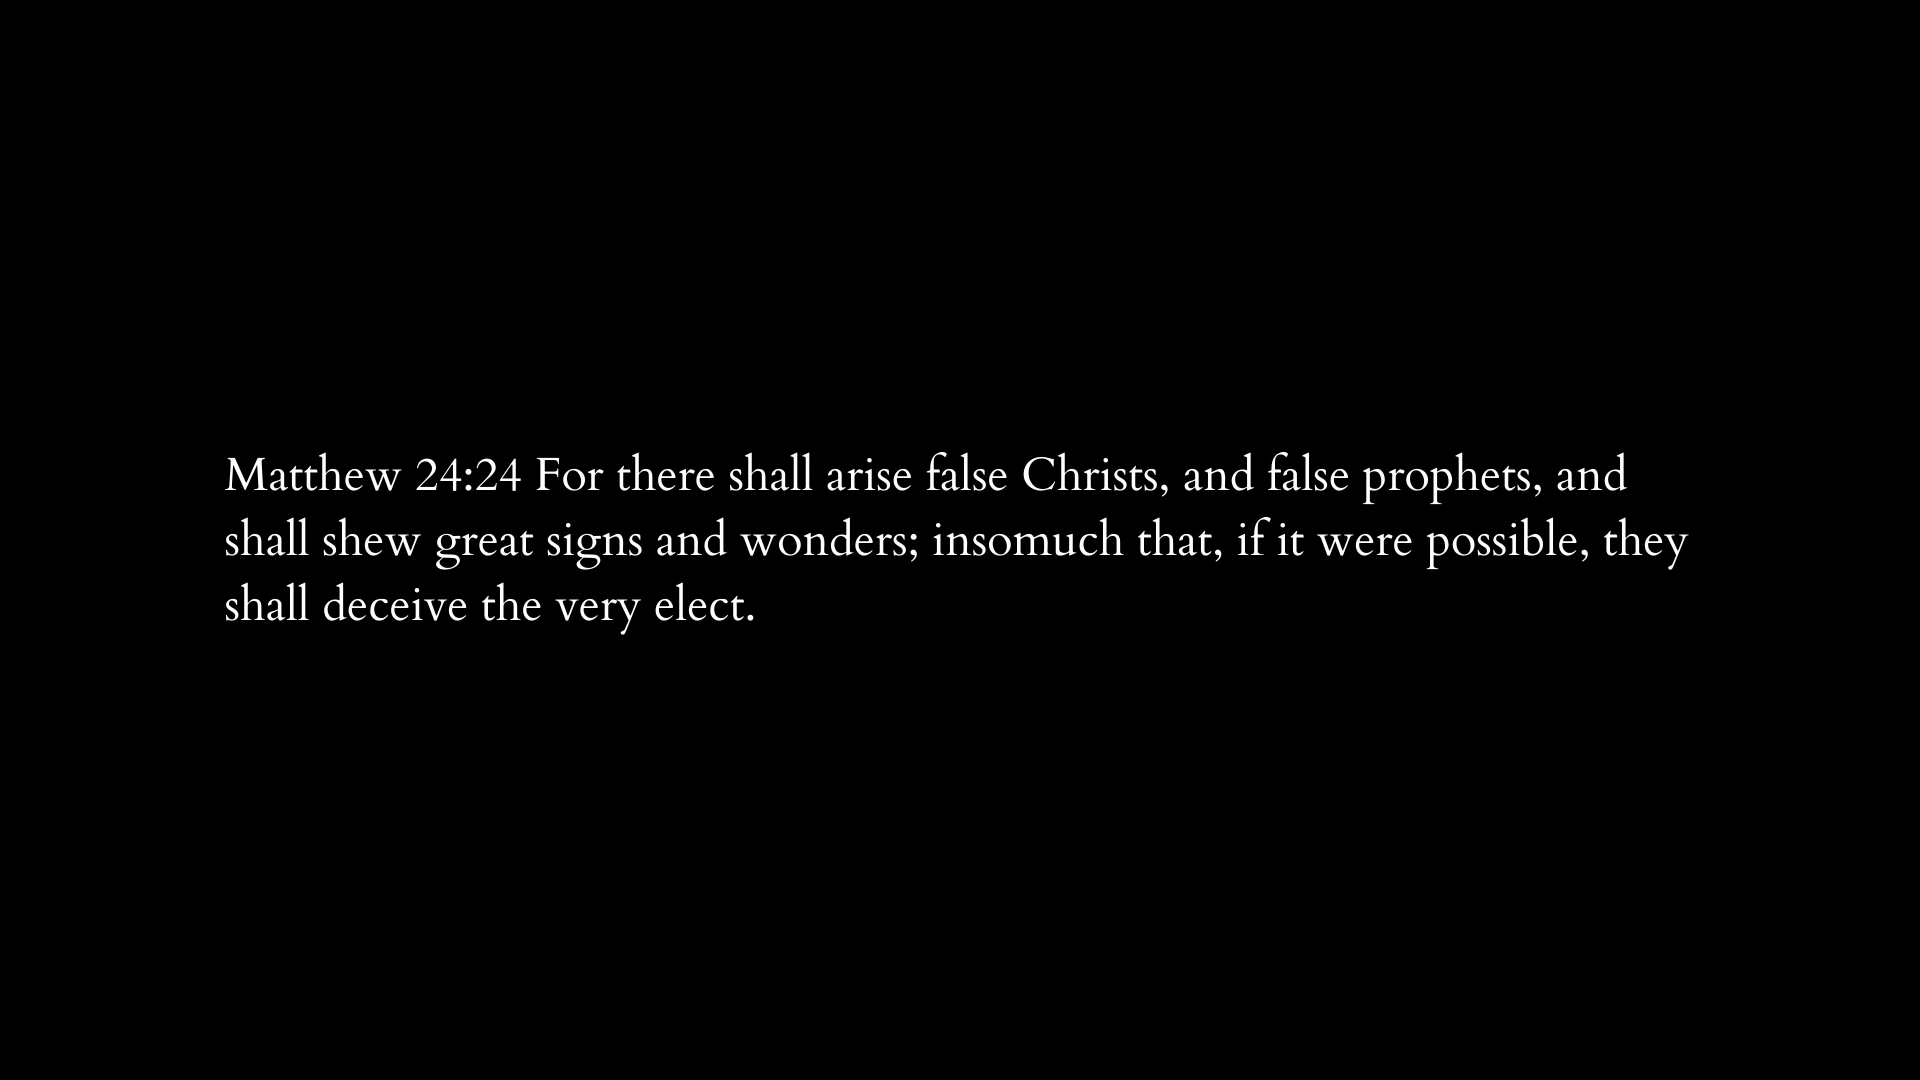 Matthew 24:24 For there shall arise false Christs, and false prophets, and
shall shew great signs and wonders; insomuch that, if it were possible, they
shall deceive the very elect.